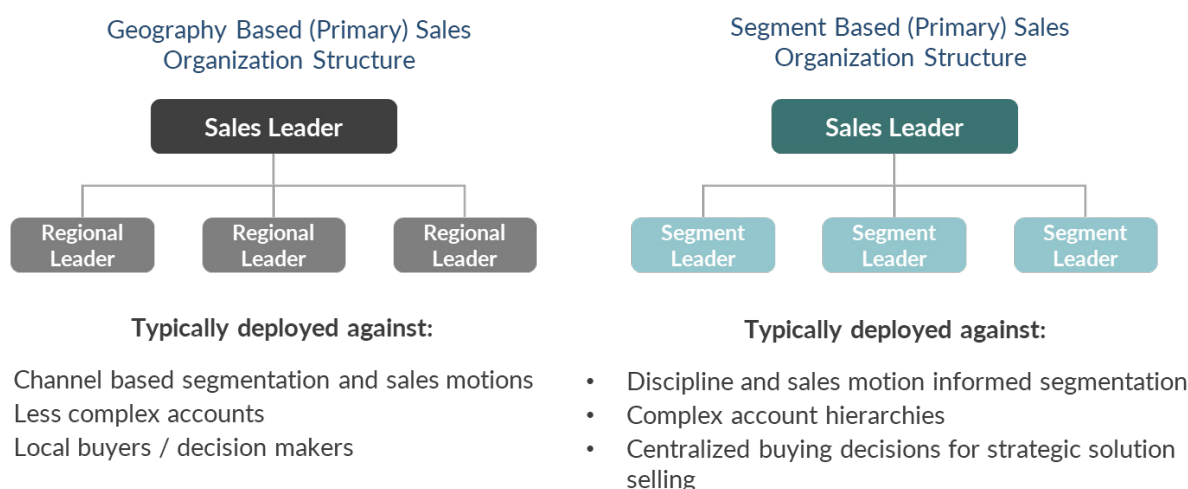 Geography Based (Primary) Sales
Organization Structure
Sales Leader
Regional
Leader
Regional
Leader
Regional
Leader
Typically deployed against:
Channel based segmentation and sales motions
Less complex accounts
Local buyers / decision makers
Segment Based (Primary) Sales
Organization Structure
Sales Leader
Segment
Leader
Segment
Leader
Segment
Leader
Typically deployed against:
• Discipline and sales motion informed segmentation
• Complex account hierarchies
• Centralized buying decisions for strategic solution
selling